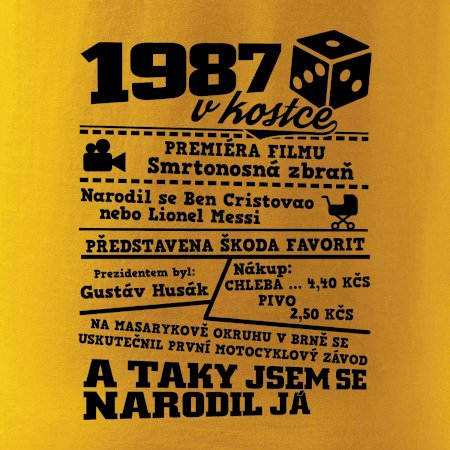 1987
v kostce
PREMIÉRA FILMU
Smrtonosná zbraň
Narodil se Ben Cristovao
nebo Lionel Messi
PŘEDSTAVENA ŠKODA FAVORIT
Prezidentem byl:
Gustáv Husák
Nákup:
CHLEBA ... 4,40 KČS
PIVO
2,50 KČS
NA MASARYKOVĚ OKRUHU V BRNĚ SE
USKUTEČNIL PRVNÍ MOTOCYKLOVÝ ZÁVOD
A TAKY JSEM SE
NARODIL JÁ